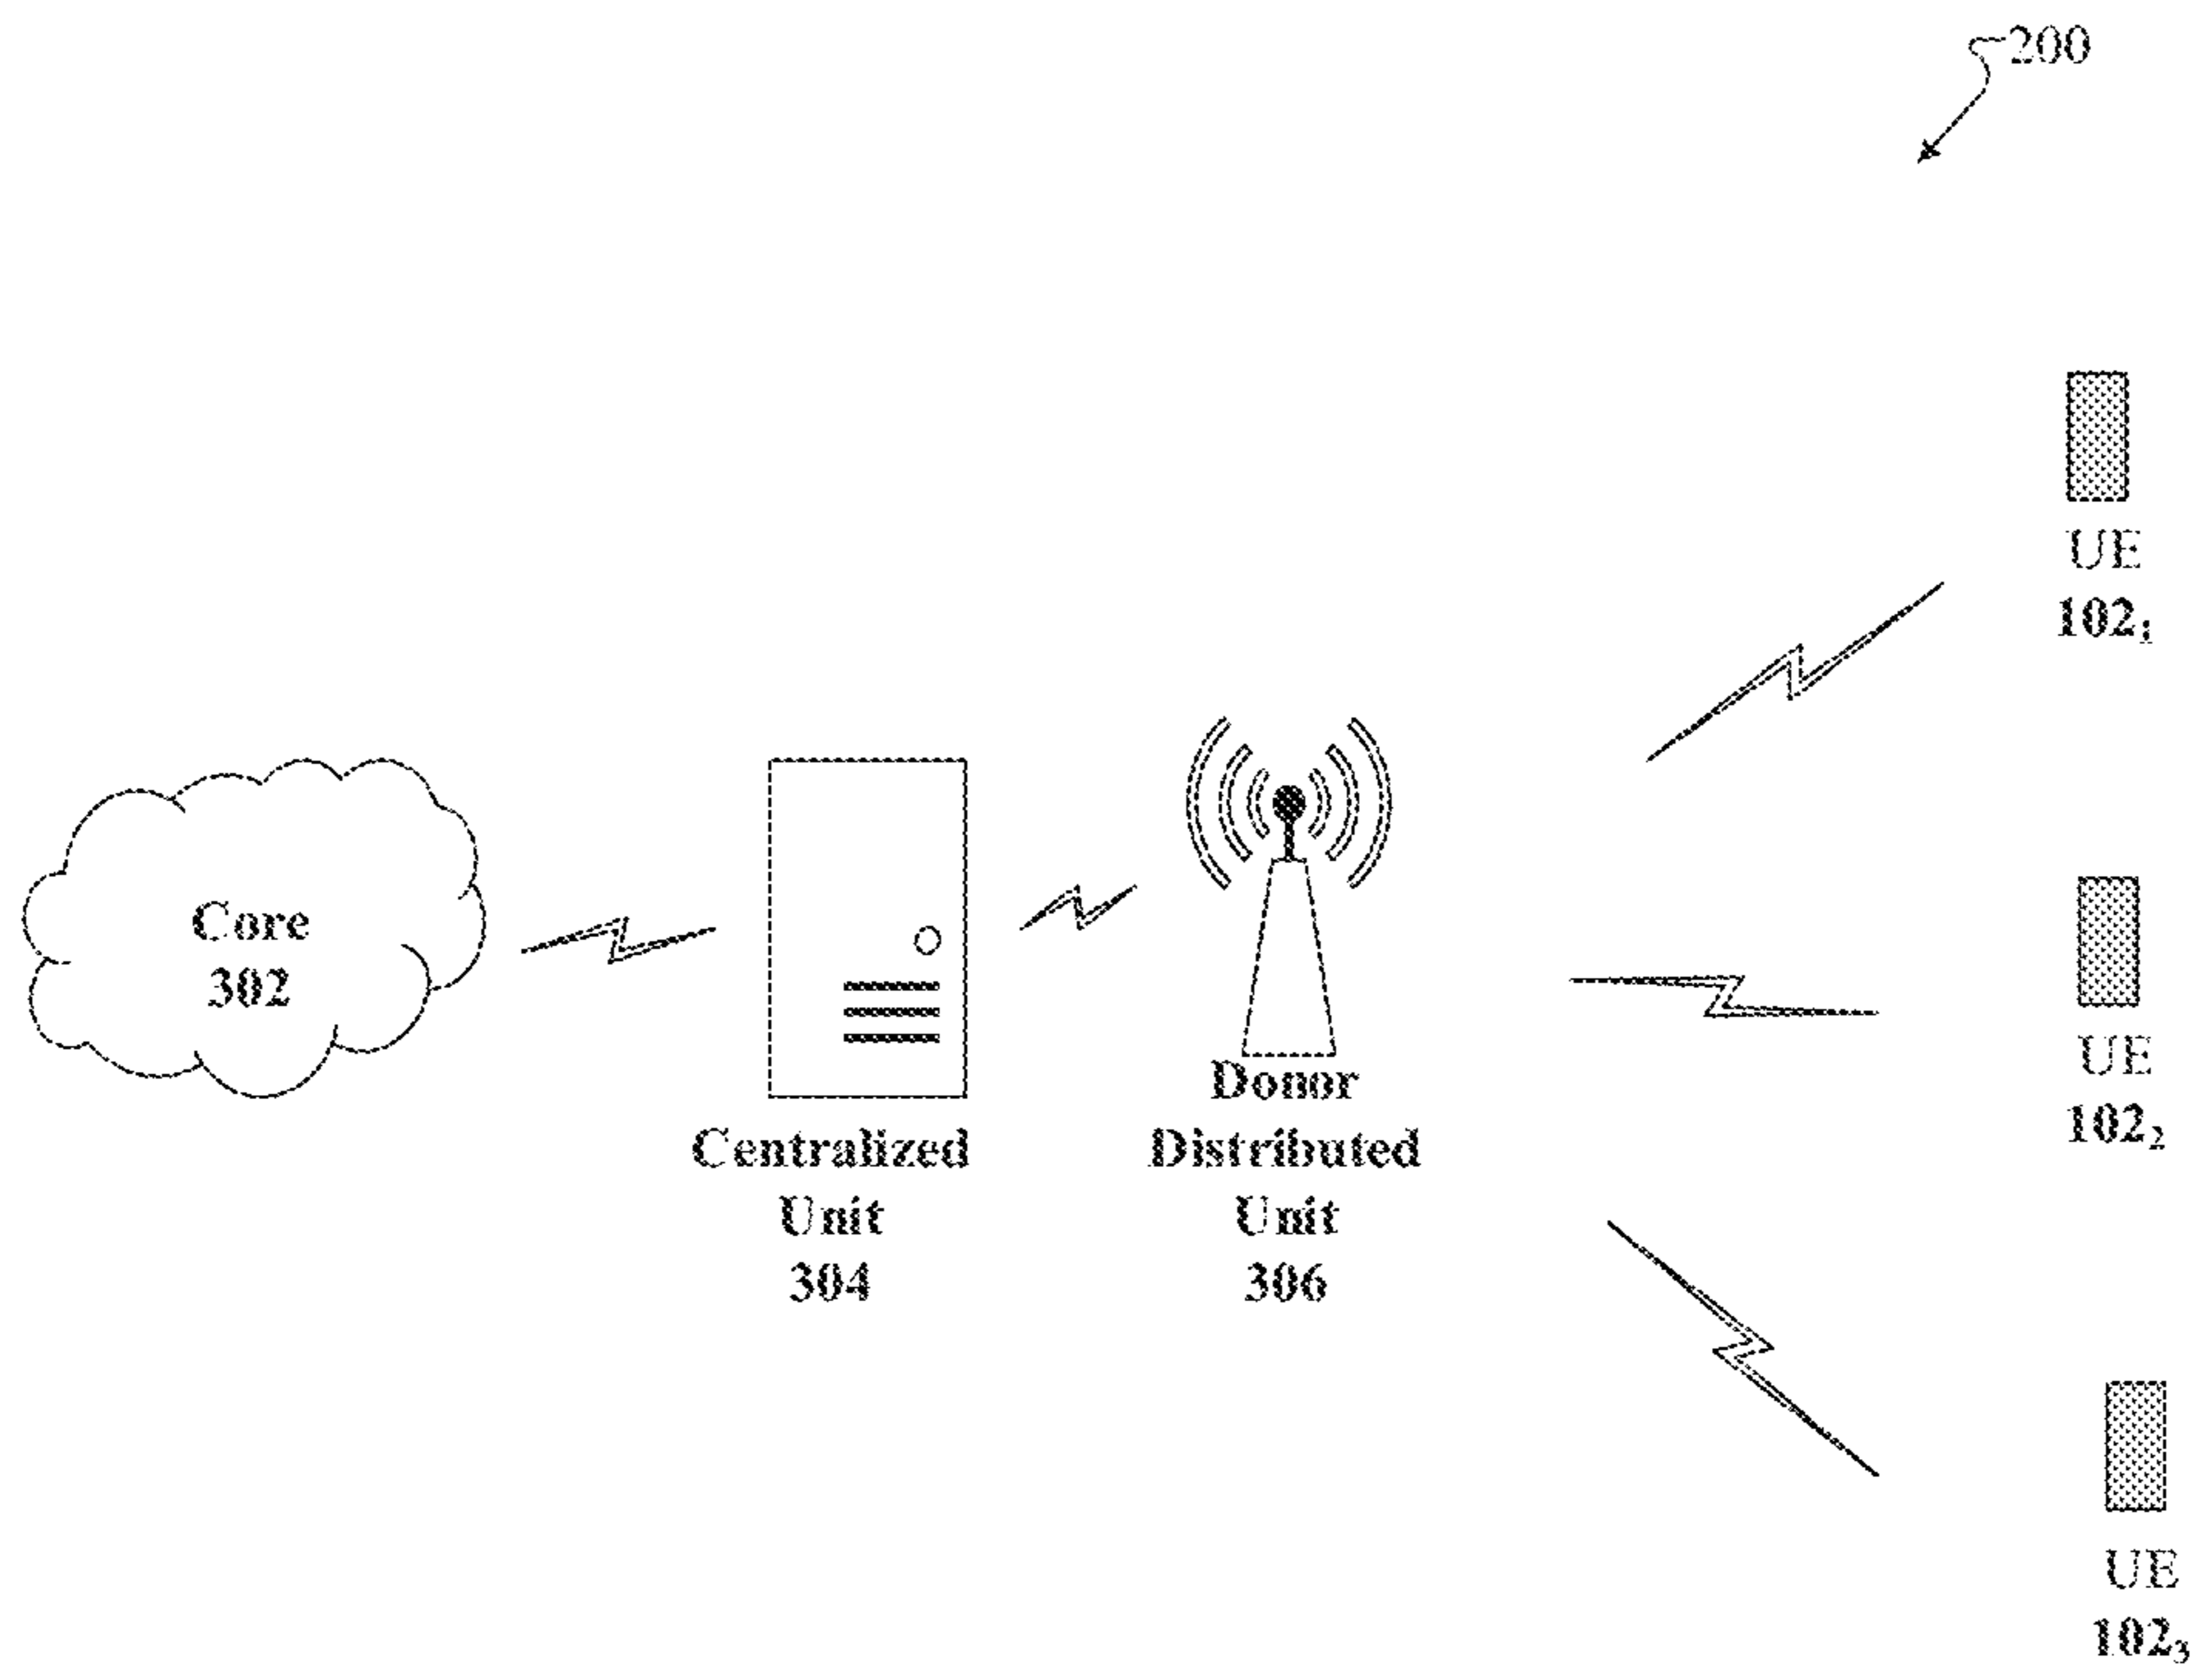 200
UE
102₁
Core
302
Centralized
Unit
304
Donor
Distributed
Unit
306
UE
102₂
UE
102₃